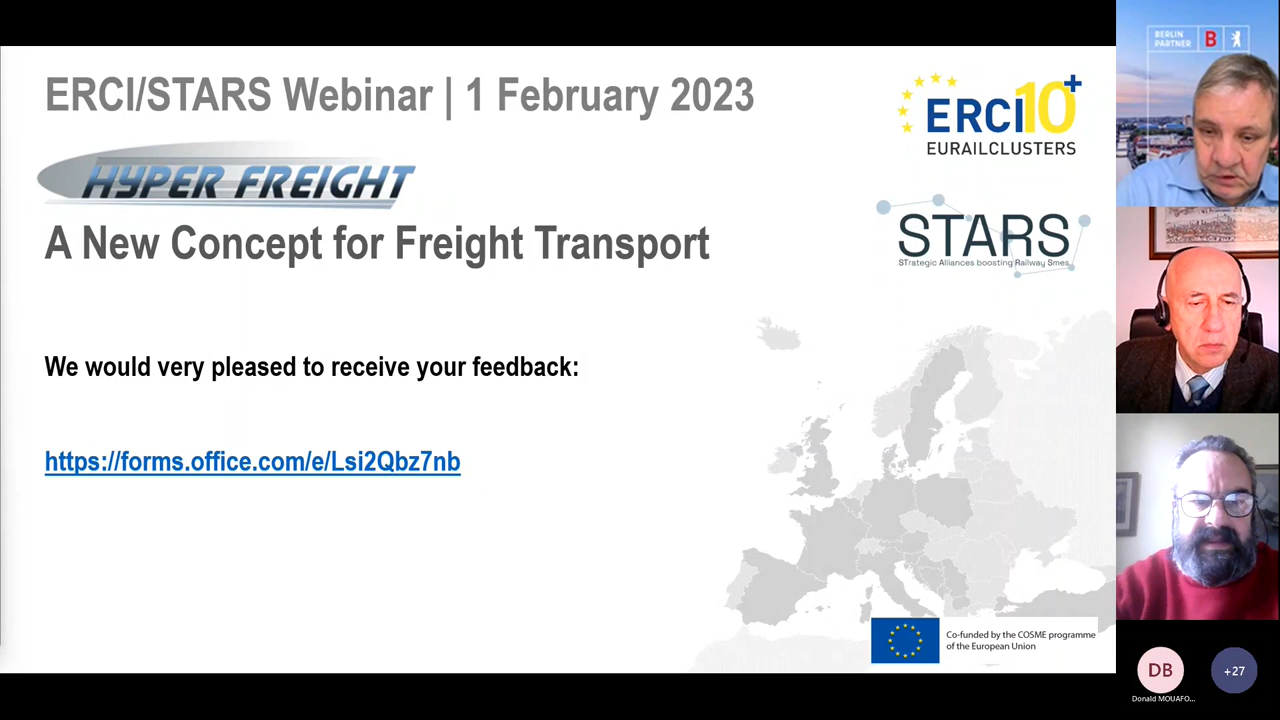 ERCI/STARS Webinar | 1 February 2023
HYPER FREIGHT
A New Concept for Freight Transport
We would very pleased to receive your feedback:
https://forms.office.com/e/Lsi2Qbz7nb
ERCI10+
EURAILCLUSTERS
STARS
STrategic Alliances boosting Railway Smes
Co-funded by the COSME programme
of the European Union
BERLIN
PARTNER
B
DB
+27
Donald MOUAFO...